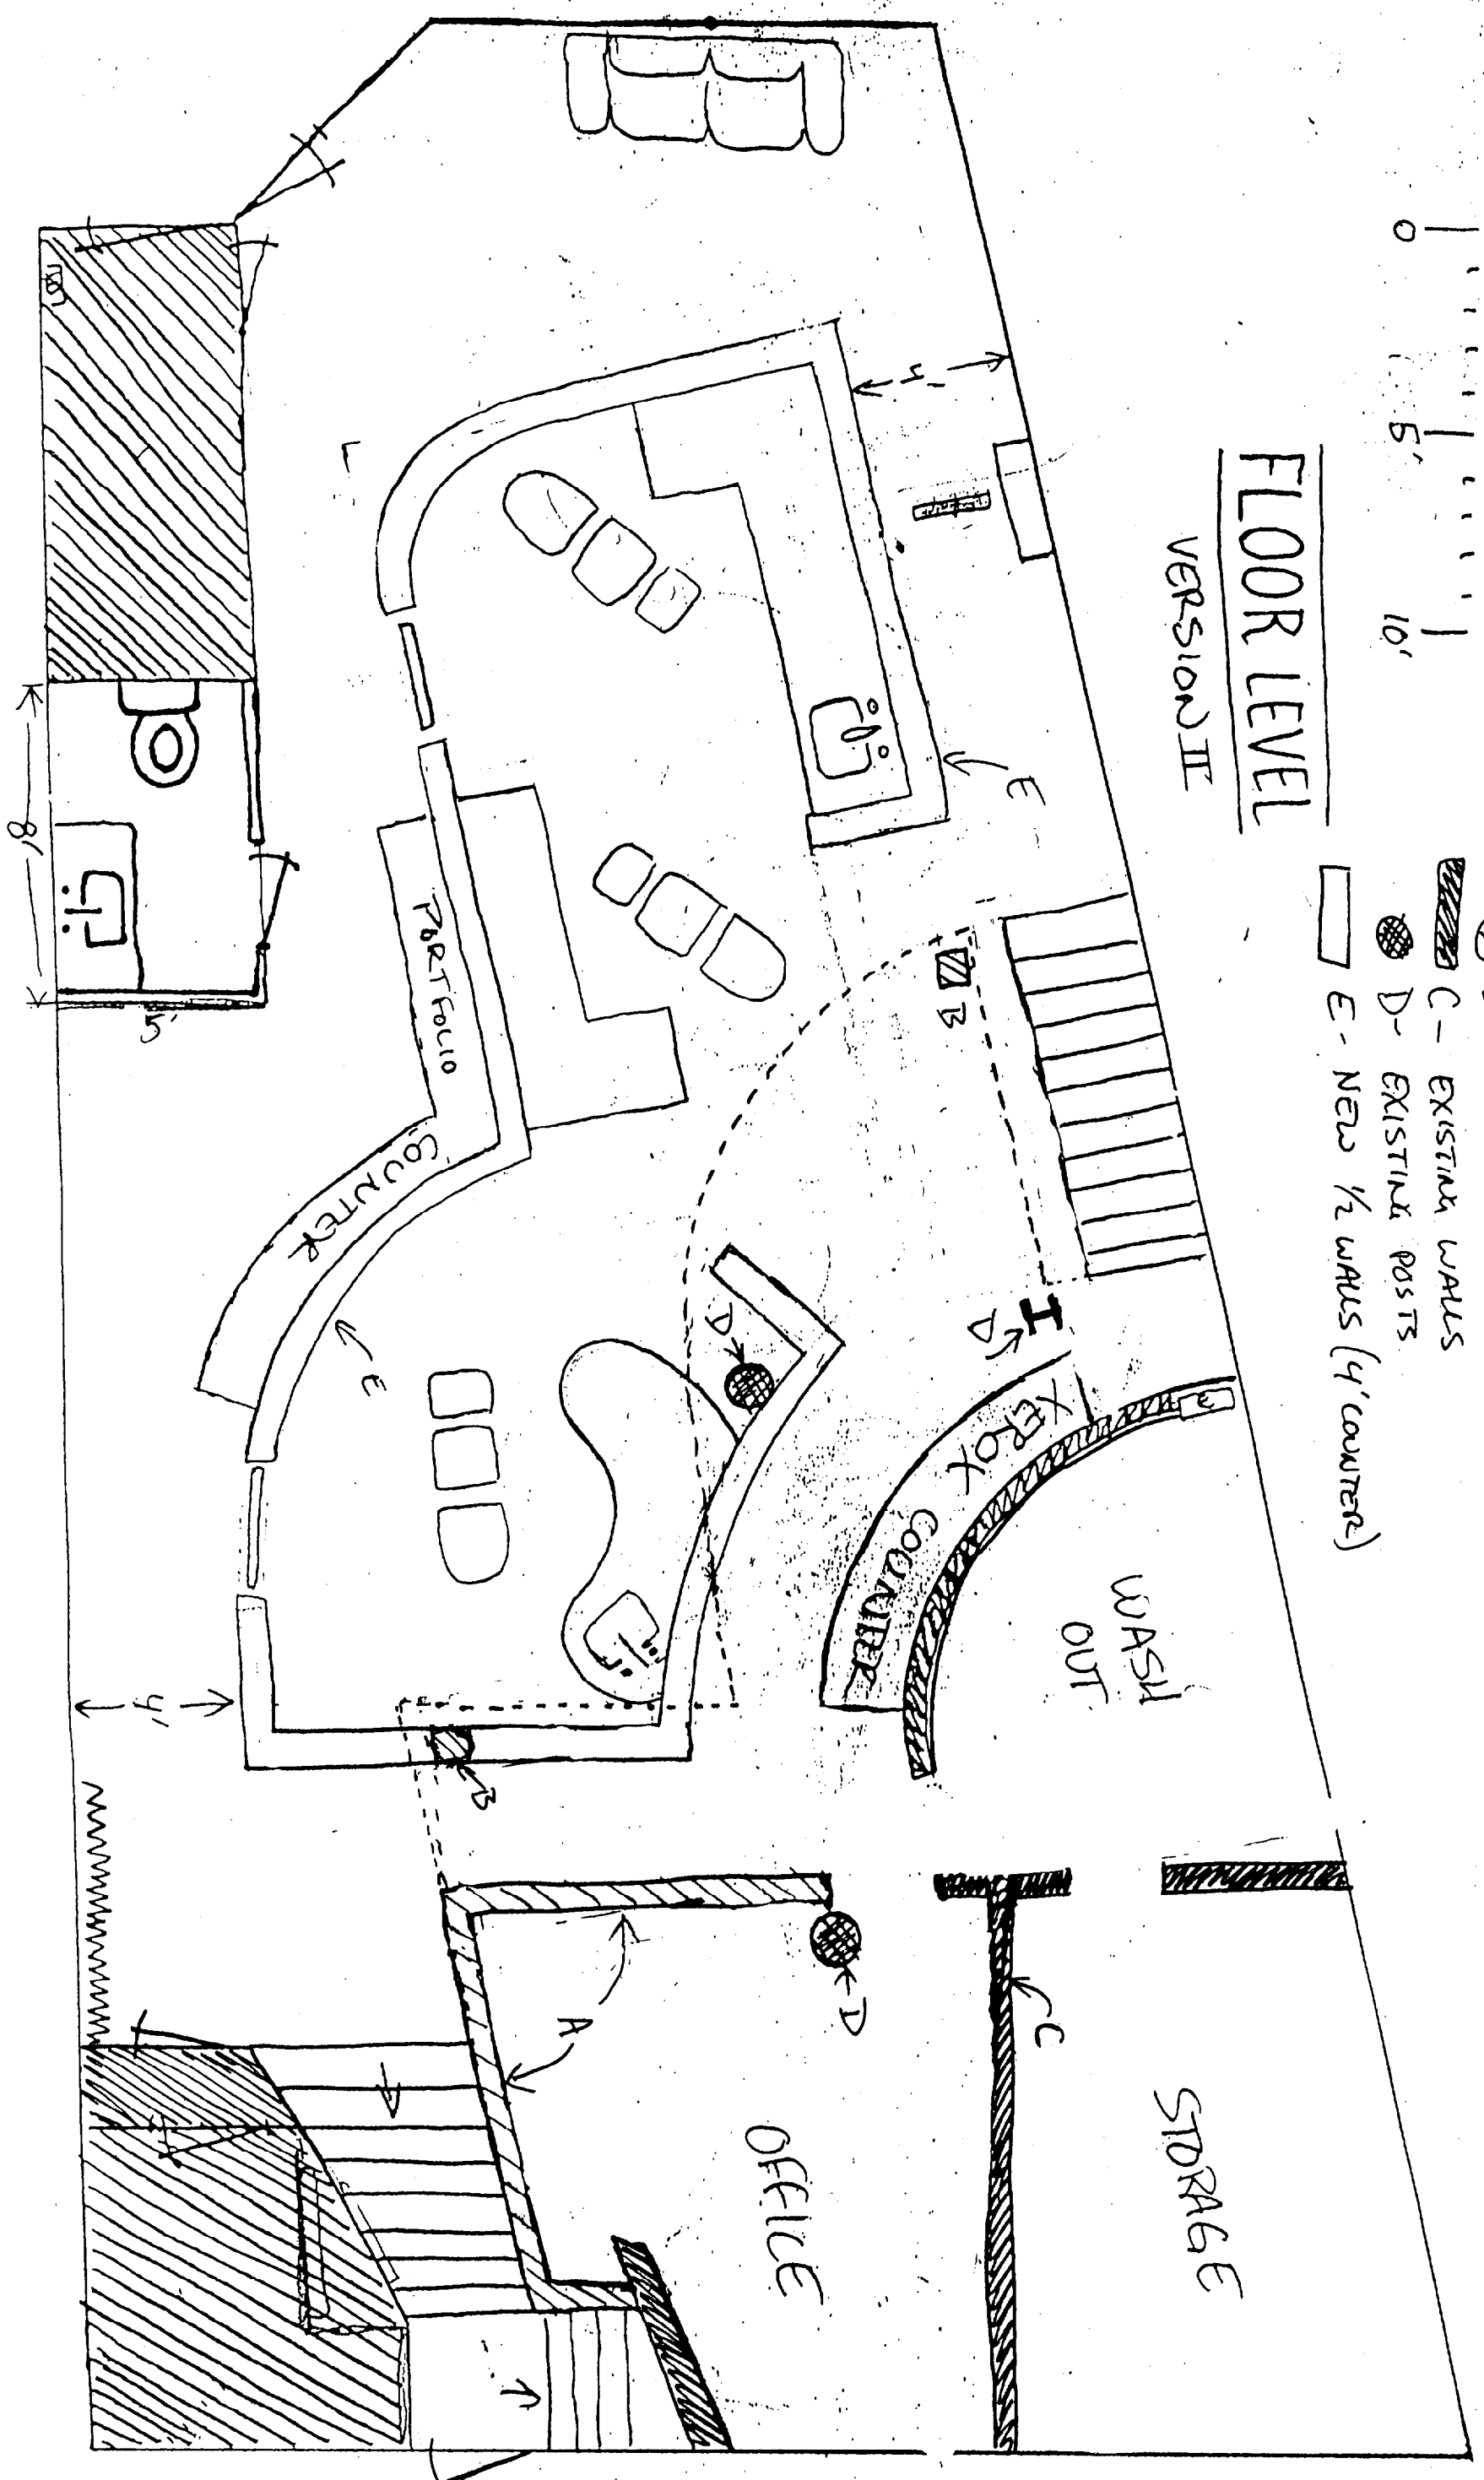 0 5' 10'
FLOOR LEVEL
VERSION II
C - EXISTING WALLS
D - EXISTING POSTS
E - NEW 1/2 WALLS (4' COUNTER)
4'
E
B
D
D
XEROX COUNTER
WASH
OUT
PORTFOLIO
COUNTER
E
8'
5'
4'
B
A
D
C
OFFICE
STORAGE